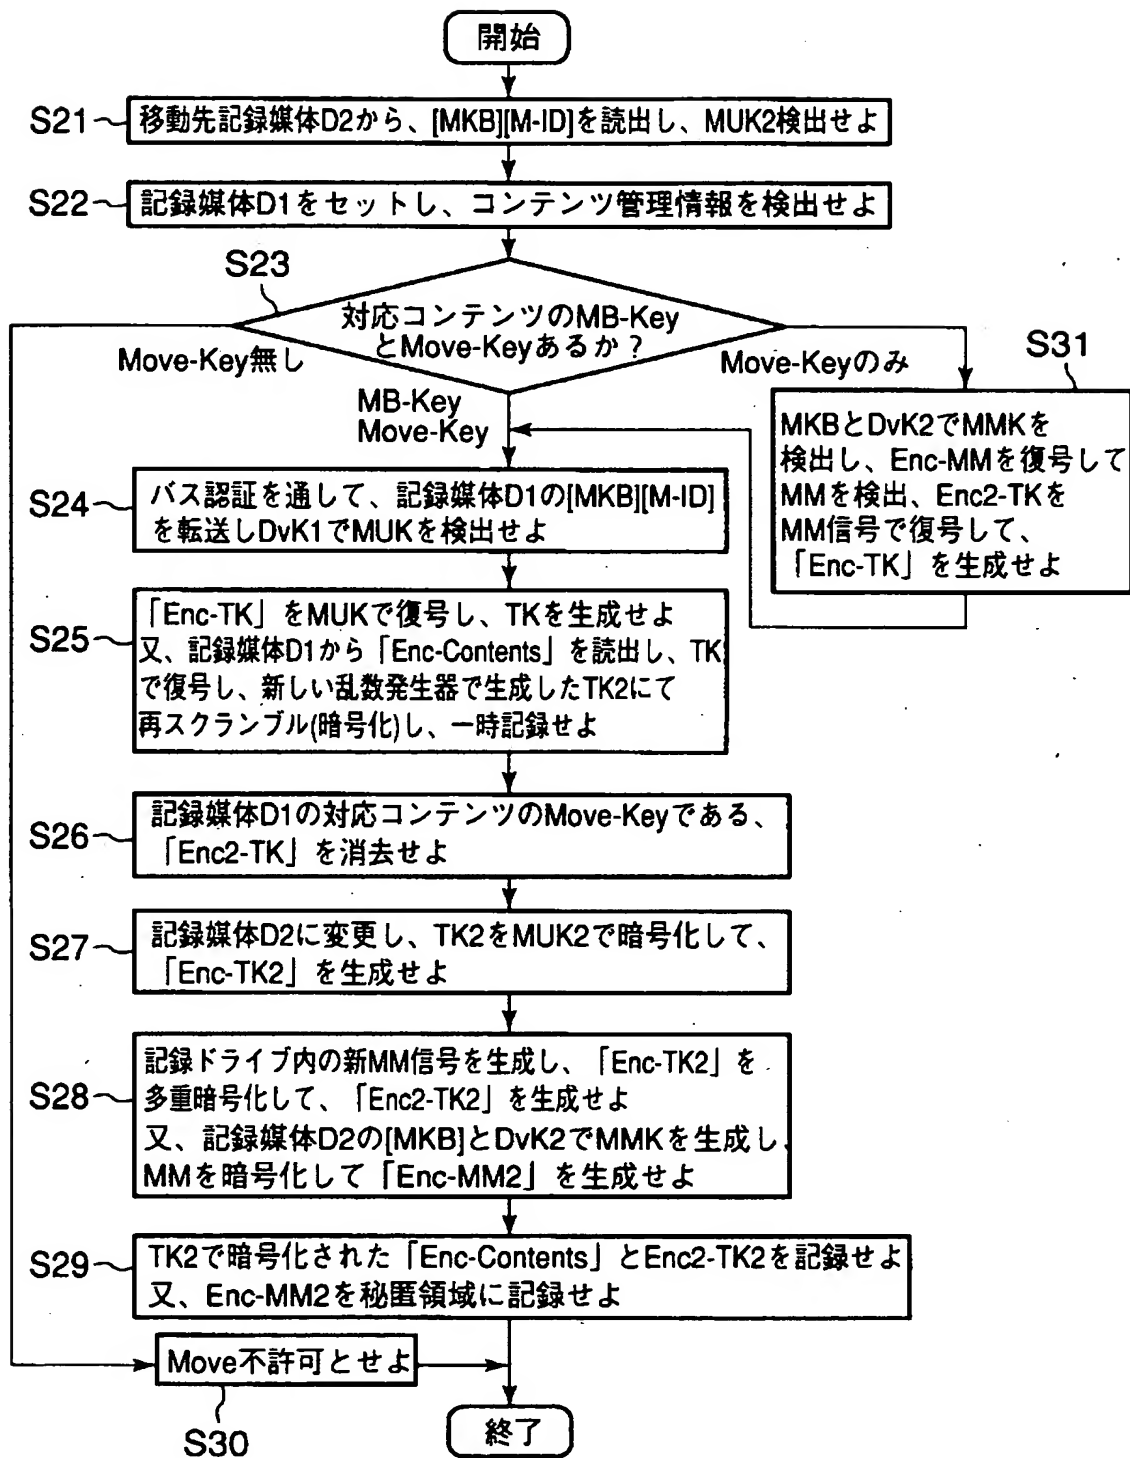 開始
S21
移動先記録媒体D2から、[MKB][M-ID]を読出し、MUK2検出せよ
S22
記録媒体D1をセットし、コンテンツ管理情報を検出せよ
S23
対応コンテンツのMB-Key
とMove-Keyあるか?
Move-Key無し
Move-Keyのみ
MB-Key
Move-Key
S31
MKBとDvK2でMMKを
検出し、Enc-MMを復号して
MMを検出、Enc2-TKを
MM信号で復号して、
「Enc-TK」を生成せよ
S24
バス認証を通して、記録媒体D1の[MKB][M-ID]
を転送しDvK1でMUKを検出せよ
S25
「Enc-TK」をMUKで復号し、TKを生成せよ
又、記録媒体D1から「Enc-Contents」を読出し、TK
で復号し、新しい乱数発生器で生成したTK2にて
再スクランブル(暗号化)し、一時記録せよ
S26
記録媒体D1の対応コンテンツのMove-Keyである、
「Enc2-TK」を消去せよ
S27
記録媒体D2に変更し、TK2をMUK2で暗号化して、
「Enc-TK2」を生成せよ
S28
記録ドライブ内の新MM信号を生成し、「Enc-TK2」を
多重暗号化して、「Enc2-TK2」を生成せよ
又、記録媒体D2の[MKB]とDvK2でMMKを生成し、
MMを暗号化して「Enc-MM2」を生成せよ
S29
TK2で暗号化された「Enc-Contents」とEnc2-TK2を記録せよ
又、Enc-MM2を秘匿領域に記録せよ
Move不許可とせよ
S30
終了